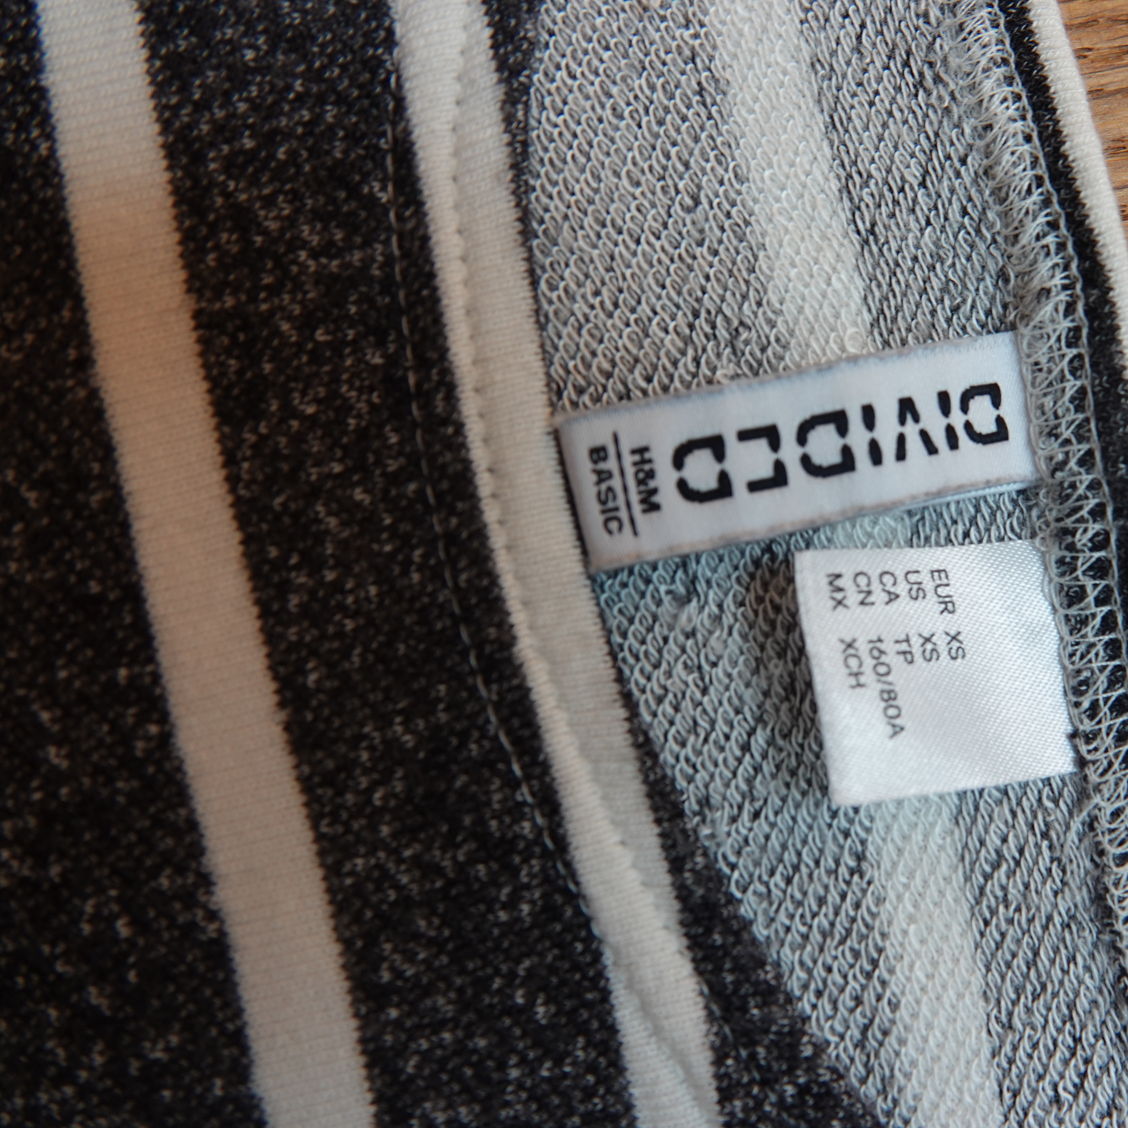 DIVIDED
H&M
BASIC
EUR XS
US XS
CA TP
CN 160/80A
MX XCH